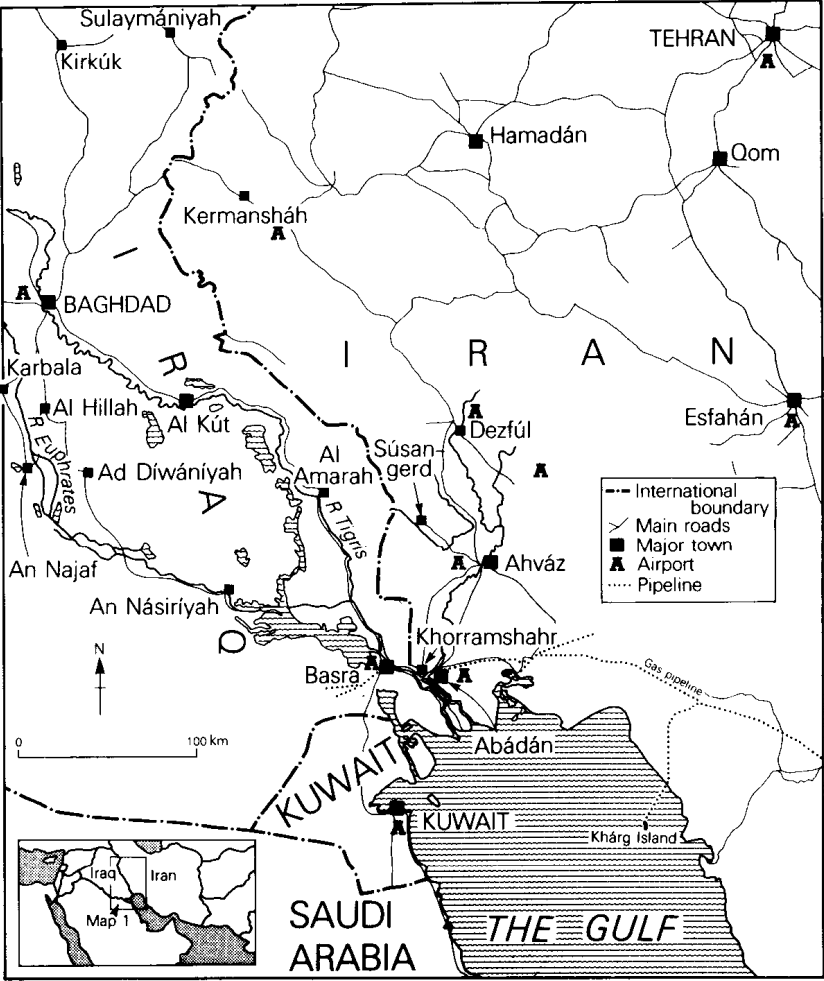 Sulaymániyah
Kirkúk
TEHRAN
A
Hamadán
Qom
Kermansháh
A
I
A
BAGHDAD
R
I R A N
Karbala
Al Hillah
Al Kút
Esfahán
A
A
Dezfúl
R Euphrates
Súsan-
gerd
Al
Amarah
Ad Díwáníyah
A
A
R Tigris
International
boundary
Main roads
Major town
A Airport
Pipeline
An Najaf
A
Ahváz
An Násiríyah
Q
Khorramshahr
N
A
Basra
A
Gas pipeline
0 100 km
Abádán
KUWAIT
KUWAIT
A
Khárg Island
Iraq
Iran
Map 1
SAUDI
ARABIA
THE GULF